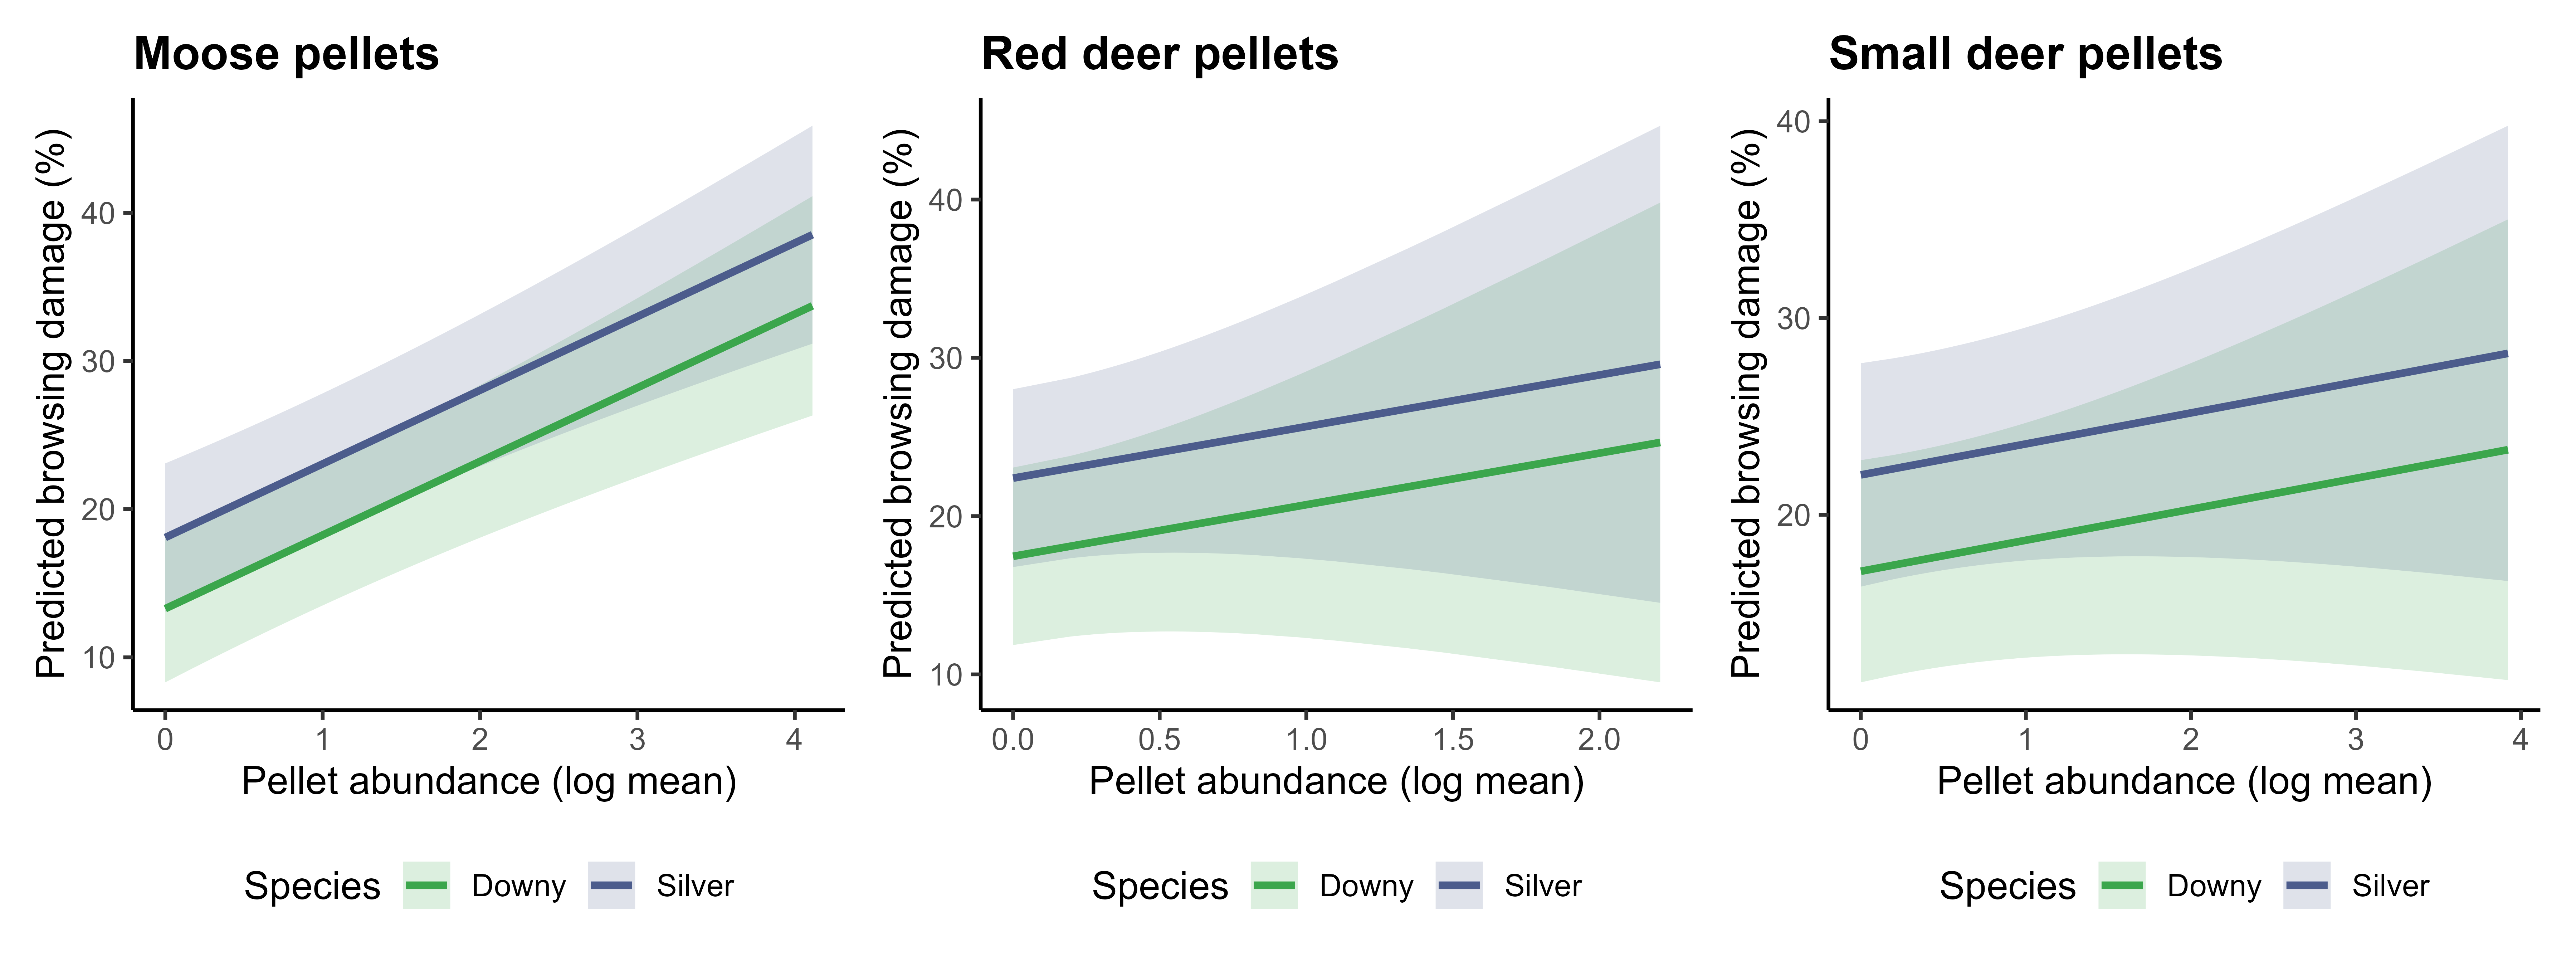 Moose pellets
Predicted browsing damage (%)
40
30
20
10
0 1 2 3 4
Pellet abundance (log mean)
Species Downy Silver
Red deer pellets
Predicted browsing damage (%)
40
30
20
10
0.0 0.5 1.0 1.5 2.0
Pellet abundance (log mean)
Species Downy Silver
Small deer pellets
Predicted browsing damage (%)
40
30
20
0 1 2 3 4
Pellet abundance (log mean)
Species Downy Silver